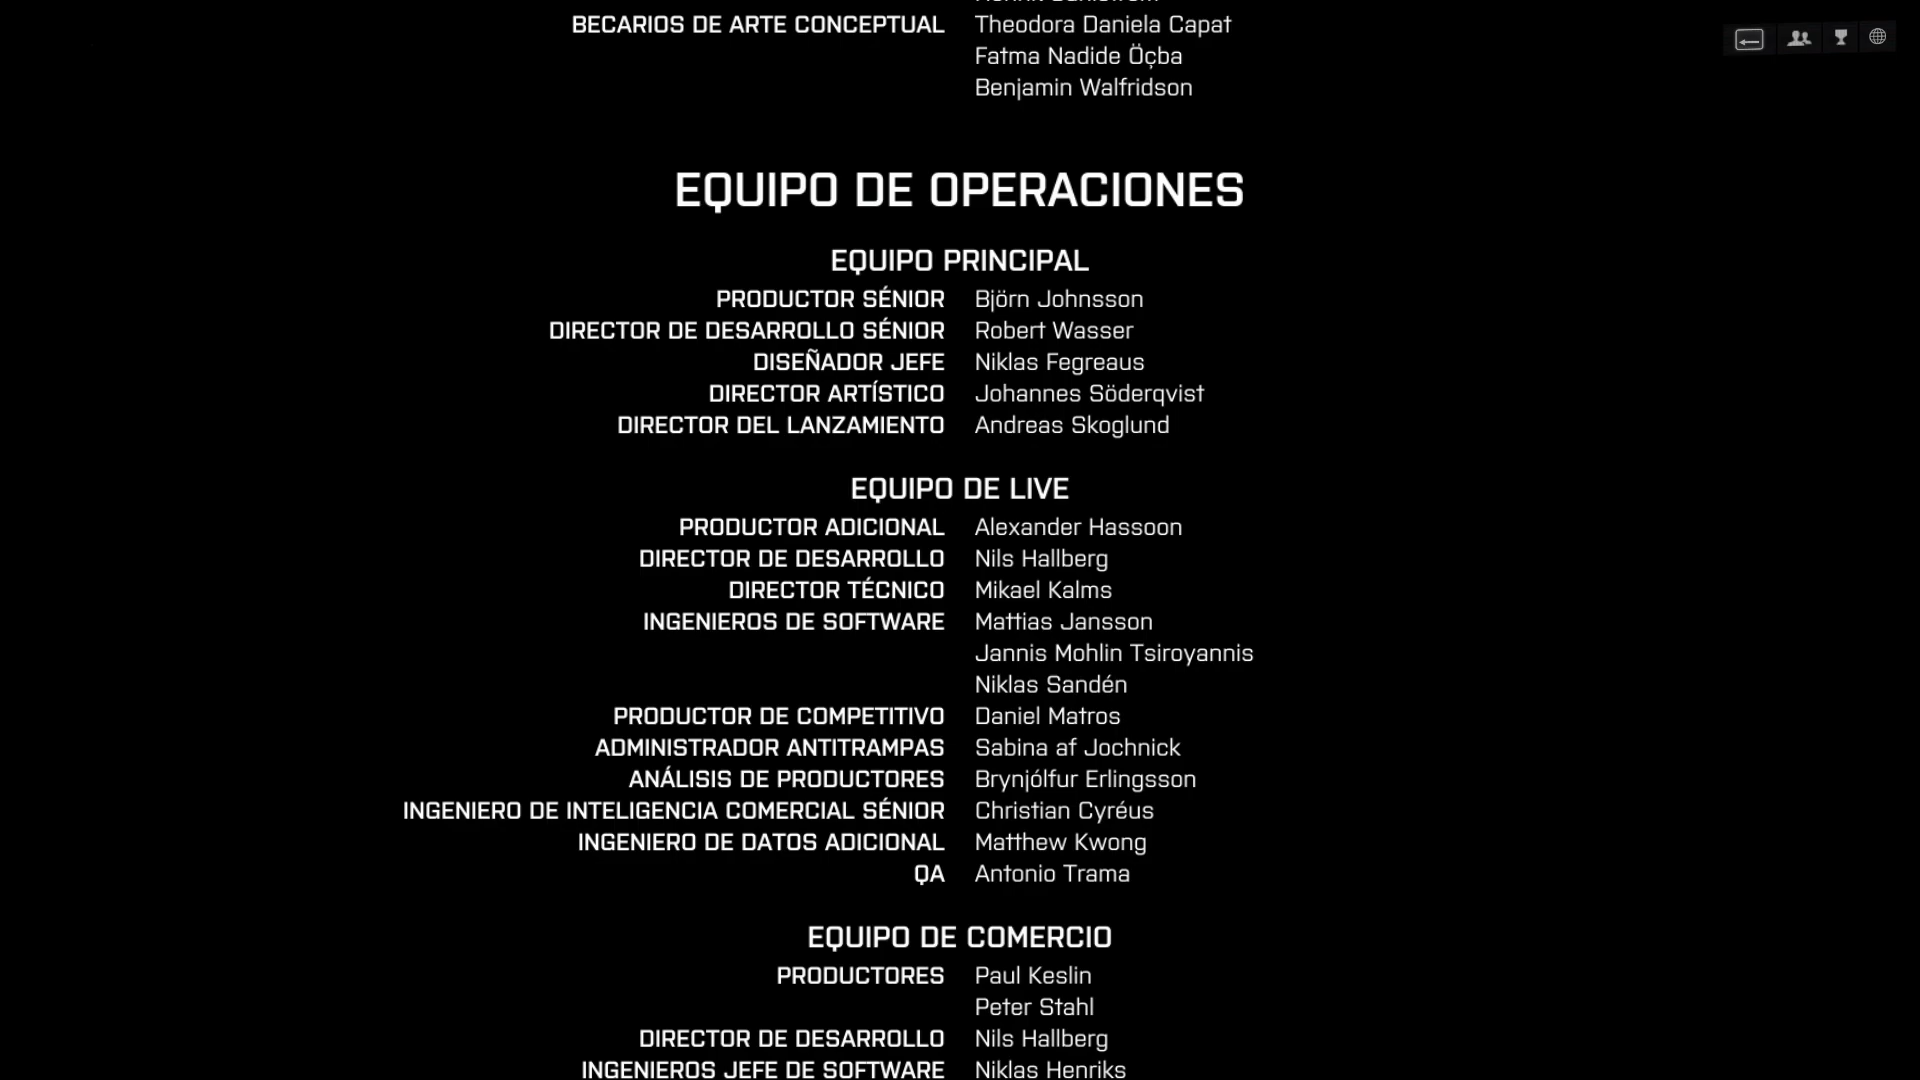 BECARIOS DE ARTE CONCEPTUAL Theodora Daniela Capat
Fatma Nadide Öçba
Benjamin Walfridson
EQUIPO DE OPERACIONES
EQUIPO PRINCIPAL
PRODUCTOR SÉNIOR Björn Johnsson
DIRECTOR DE DESARROLLO SÉNIOR Robert Wasser
DISEÑADOR JEFE Niklas Fegreaus
DIRECTOR ARTÍSTICO Johannes Söderqvist
DIRECTOR DEL LANZAMIENTO Andreas Skoglund
EQUIPO DE LIVE
PRODUCTOR ADICIONAL Alexander Hassoon
DIRECTOR DE DESARROLLO Nils Hallberg
DIRECTOR TÉCNICO Mikael Kalms
INGENIEROS DE SOFTWARE Mattias Jansson
Jannis Mohlin Tsiroyannis
Niklas Sandén
PRODUCTOR DE COMPETITIVO Daniel Matros
ADMINISTRADOR ANTITRAMPAS Sabina af Jochnick
ANÁLISIS DE PRODUCTORES Brynjólfur Erlingsson
INGENIERO DE INTELIGENCIA COMERCIAL SÉNIOR Christian Cyréus
INGENIERO DE DATOS ADICIONAL Matthew Kwong
QA Antonio Trama
EQUIPO DE COMERCIO
PRODUCTORES Paul Keslin
Peter Stahl
DIRECTOR DE DESARROLLO Nils Hallberg
INGENIEROS JEFE DE SOFTWARE Niklas Henriks